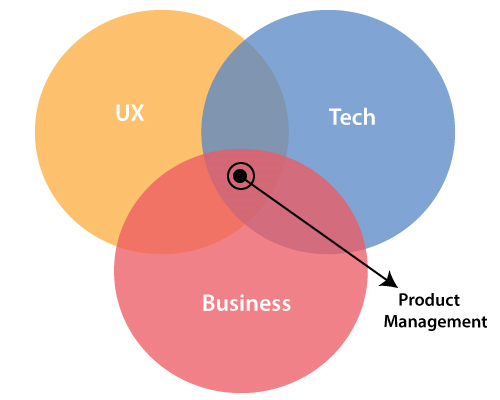 UX
Tech
Business
Product
Management